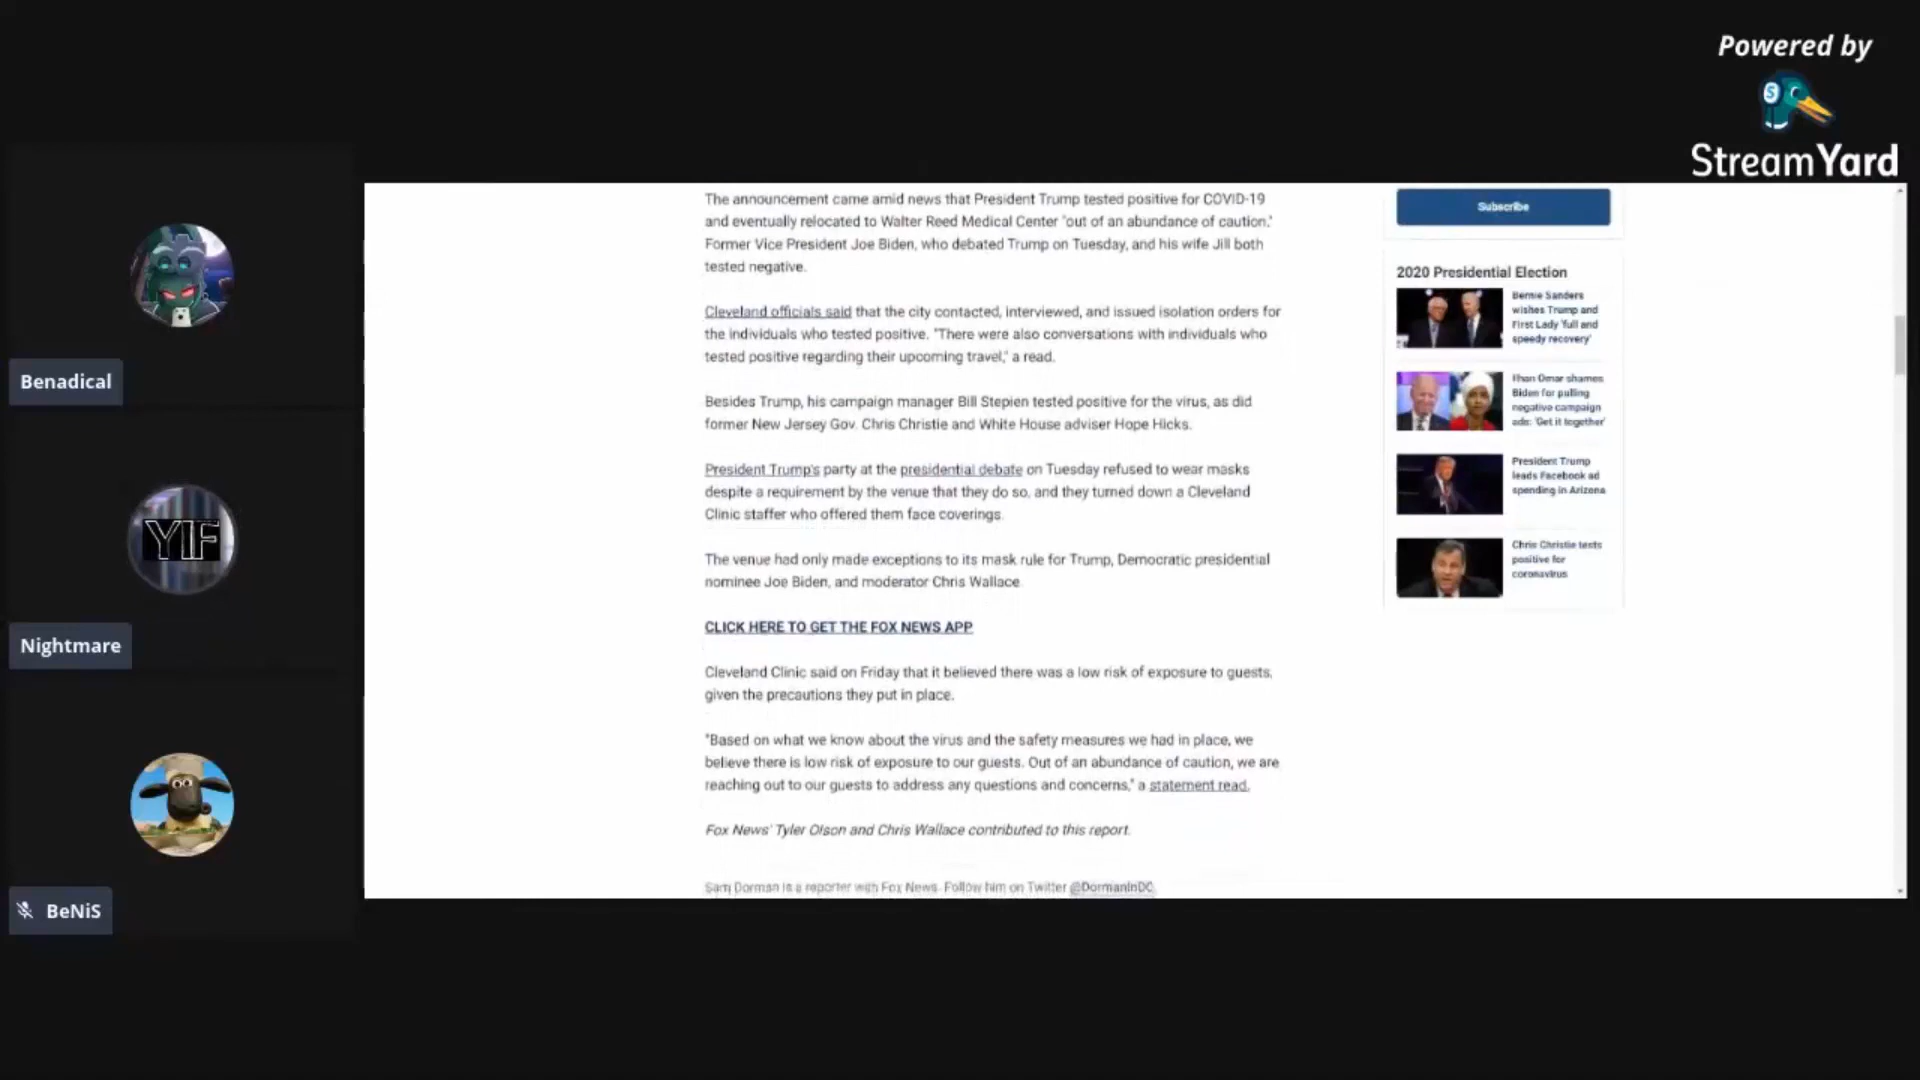 Powered by
StreamYard
Benadical
YIF
Nightmare
BeNiS
The announcement came amid news that President Trump tested positive for COVID-19
and eventually relocated to Walter Reed Medical Center "out of an abundance of caution."
Former Vice President Joe Biden, who debated Trump on Tuesday, and his wife Jill both
tested negative.
Cleveland officials said that the city contacted, interviewed, and issued isolation orders for
the individuals who tested positive. "There were also conversations with individuals who
tested positive regarding their upcoming travel," a read.
Besides Trump, his campaign manager Bill Stepien tested positive for the virus, as did
former New Jersey Gov. Chris Christie and White House adviser Hope Hicks.
President Trump's party at the presidential debate on Tuesday refused to wear masks
despite a requirement by the venue that they do so, and they turned down a Cleveland
Clinic staffer who offered them face coverings.
The venue had only made exceptions to its mask rule for Trump, Democratic presidential
nominee Joe Biden, and moderator Chris Wallace
CLICK HERE TO GET THE FOX NEWS APP
Cleveland Clinic said on Friday that it believed there was a low risk of exposure to guests,
given the precautions they put in place.
"Based on what we know about the virus and the safety measures we had in place, we
believe there is low risk of exposure to our guests. Out of an abundance of caution, we are
reaching out to our guests to address any questions and concerns," a statement read.
Fox News' Tyler Olson and Chris Wallace contributed to this report.
Sam Dorman is a reporter with Fox News. Follow him on Twitter @DormanInDC.
Subscribe
2020 Presidential Election
Bernie Sanders
wishes Trump and
First Lady 'full and
speedy recovery'
Ilhan Omar shames
Biden for pulling
negative campaign
ads: 'Get it together'
President Trump
leads Facebook ad
spending in Arizona
Chris Christie tests
positive for
coronavirus